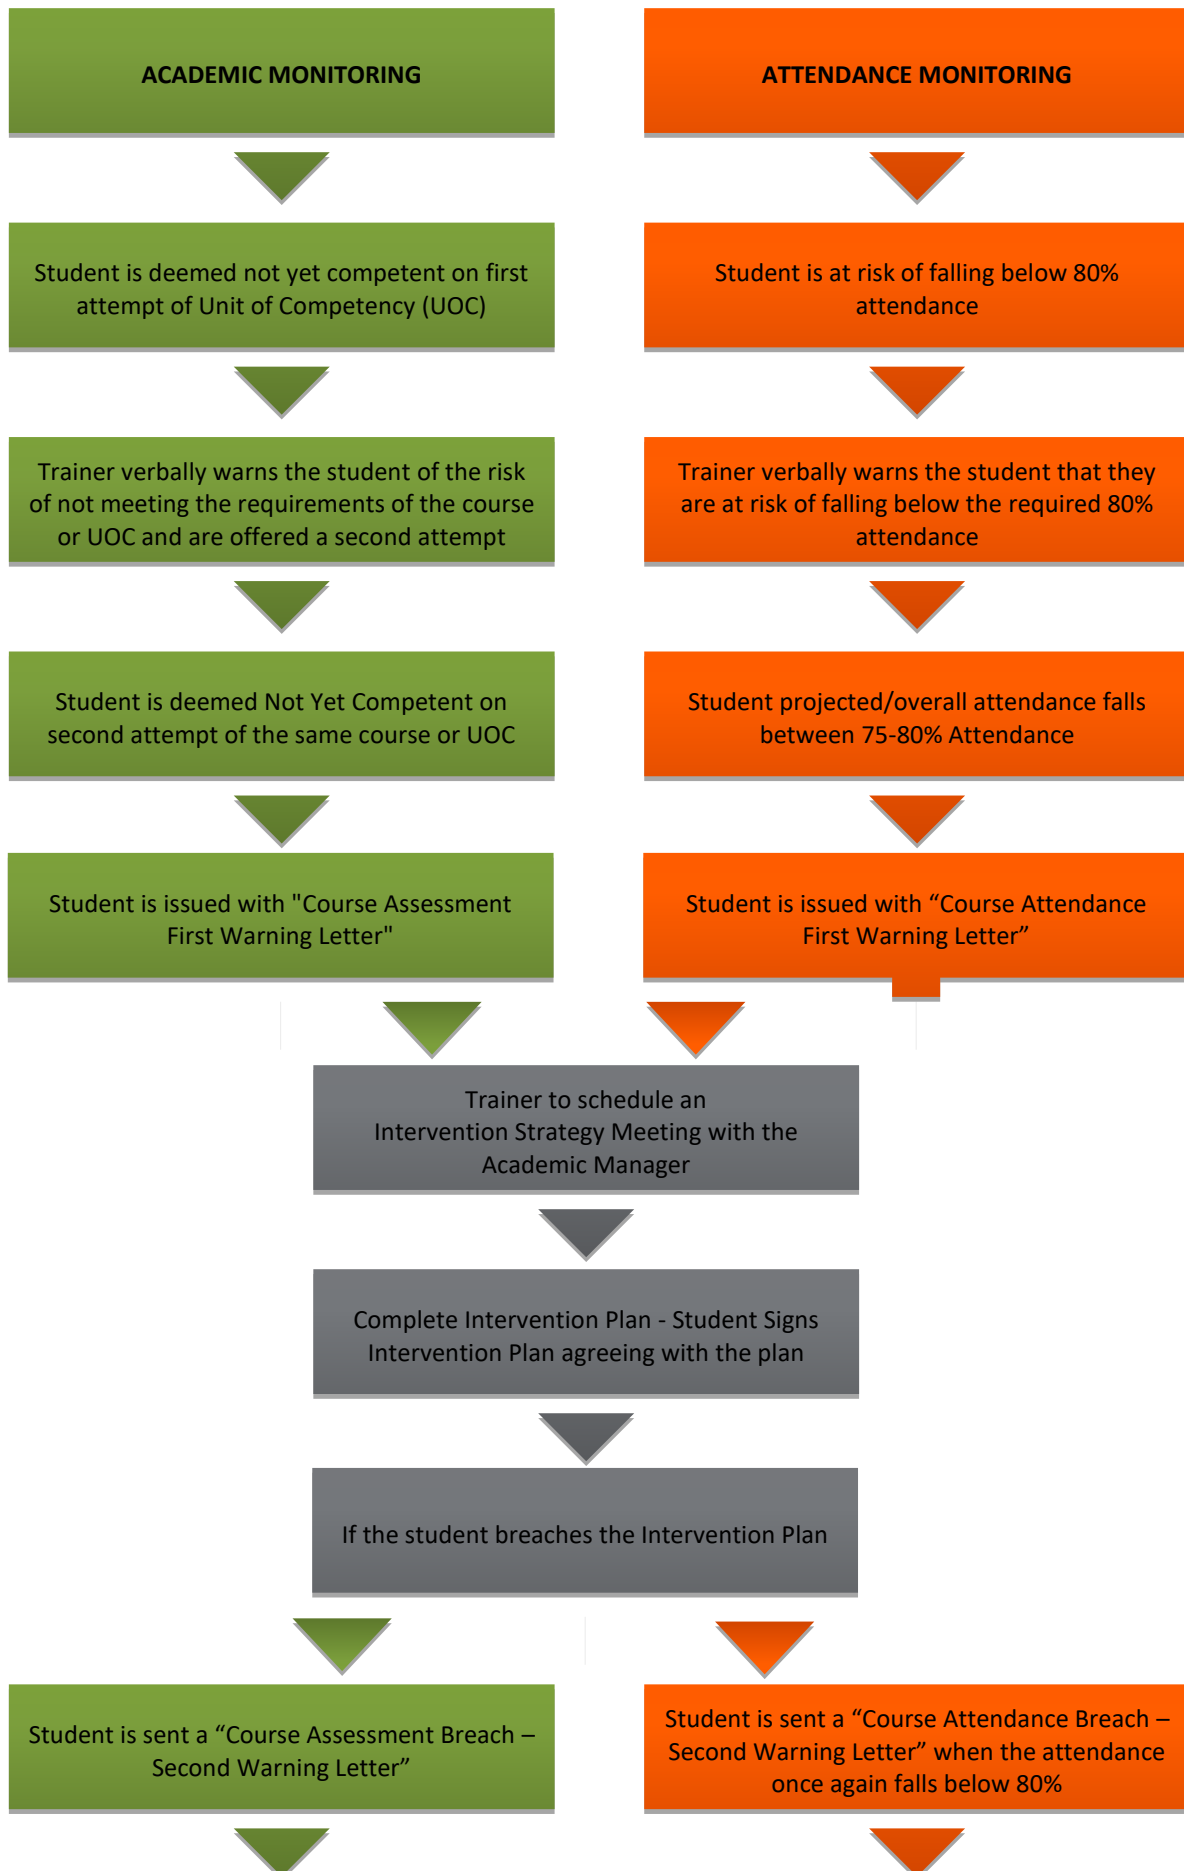 ACADEMIC MONITORING
ATTENDANCE MONITORING
Student is deemed not yet competent on first
attempt of Unit of Competency (UOC)
Student is at risk of falling below 80%
attendance
Trainer verbally warns the student of the risk
of not meeting the requirements of the course
or UOC and are offered a second attempt
Trainer verbally warns the student that they
are at risk of falling below the required 80%
attendance
Student is deemed Not Yet Competent on
second attempt of the same course or UOC
Student projected/overall attendance falls
between 75-80% Attendance
Student is issued with "Course Assessment
First Warning Letter"
Student is issued with “Course Attendance
First Warning Letter”
Trainer to schedule an
Intervention Strategy Meeting with the
Academic Manager
Complete Intervention Plan - Student Signs
Intervention Plan agreeing with the plan
If the student breaches the Intervention Plan
Student is sent a “Course Assessment Breach –
Second Warning Letter”
Student is sent a “Course Attendance Breach –
Second Warning Letter” when the attendance
once again falls below 80%